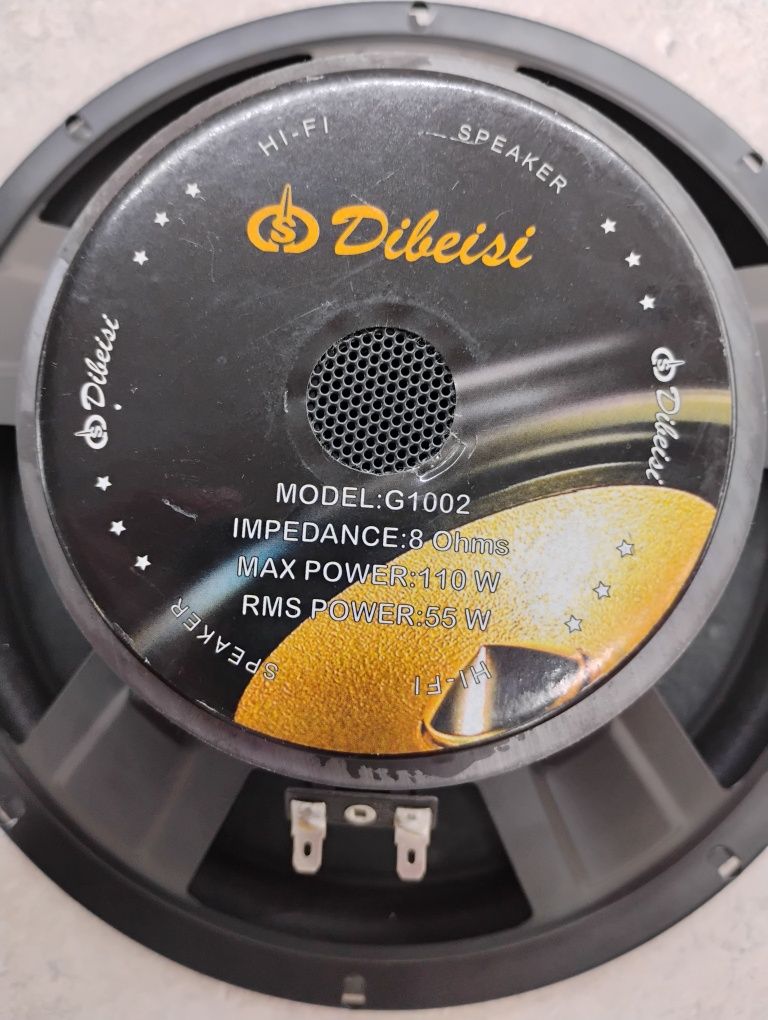 HI-FI SPEAKER
Dibeisi
Dibeisi
Dibeisi
MODEL:G1002
IMPEDANCE:8 Ohms
MAX POWER:110 W
RMS POWER:55 W
SPEAKER
HI-FI